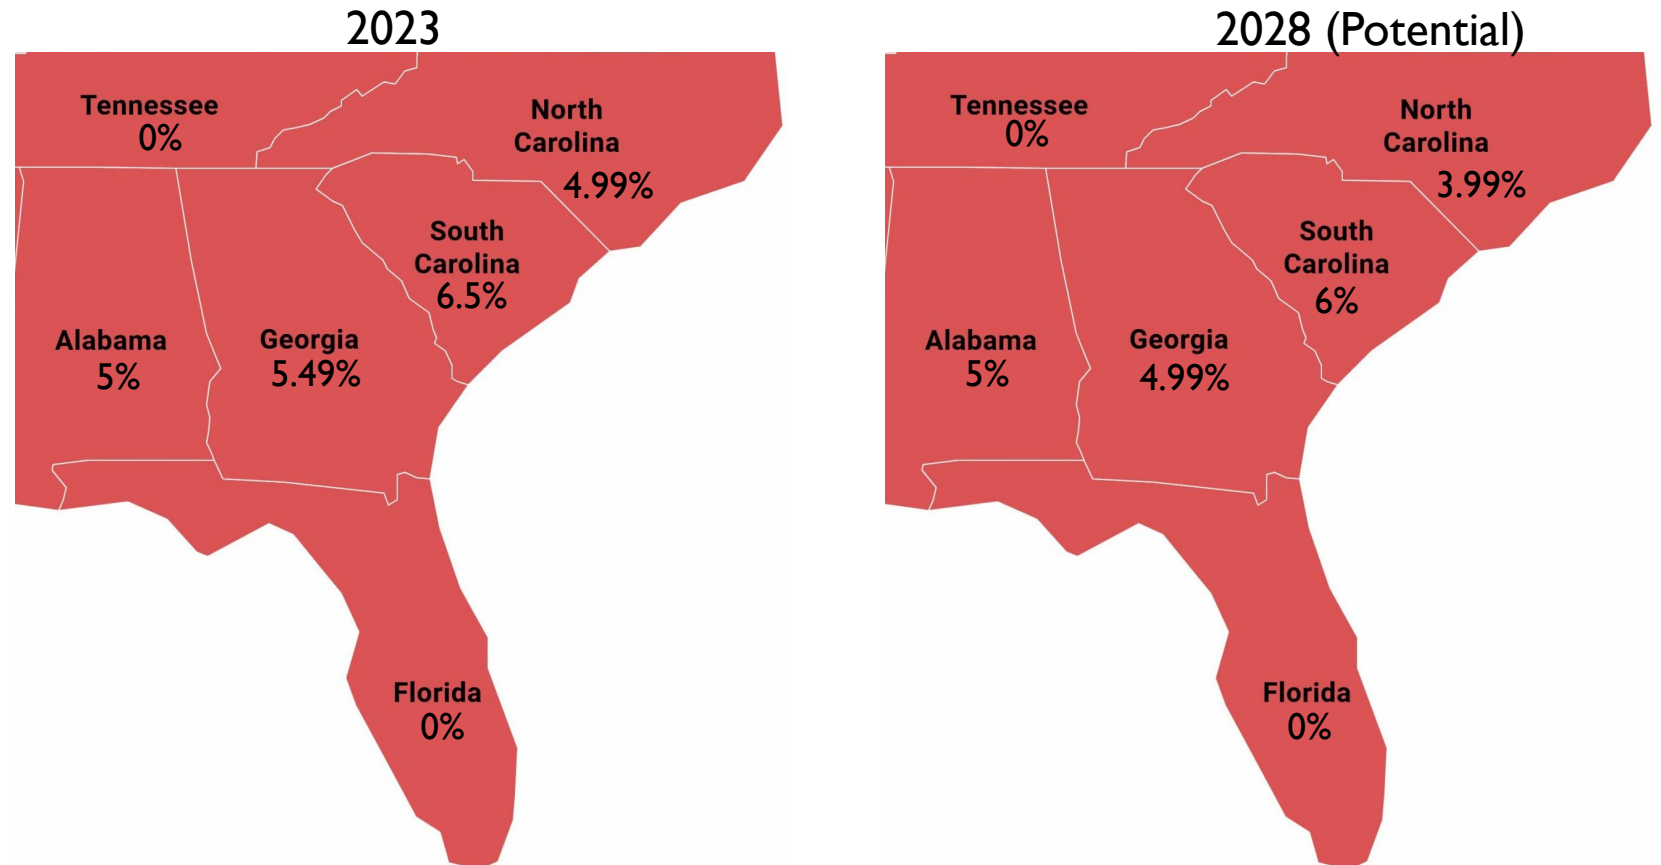 2023
Tennessee
0%
North
Carolina
4.99%
South
Carolina
6.5%
Alabama
5%
Georgia
5.49%
Florida
0%
2028 (Potential)
Tennessee
0%
North
Carolina
3.99%
South
Carolina
6%
Alabama
5%
Georgia
4.99%
Florida
0%